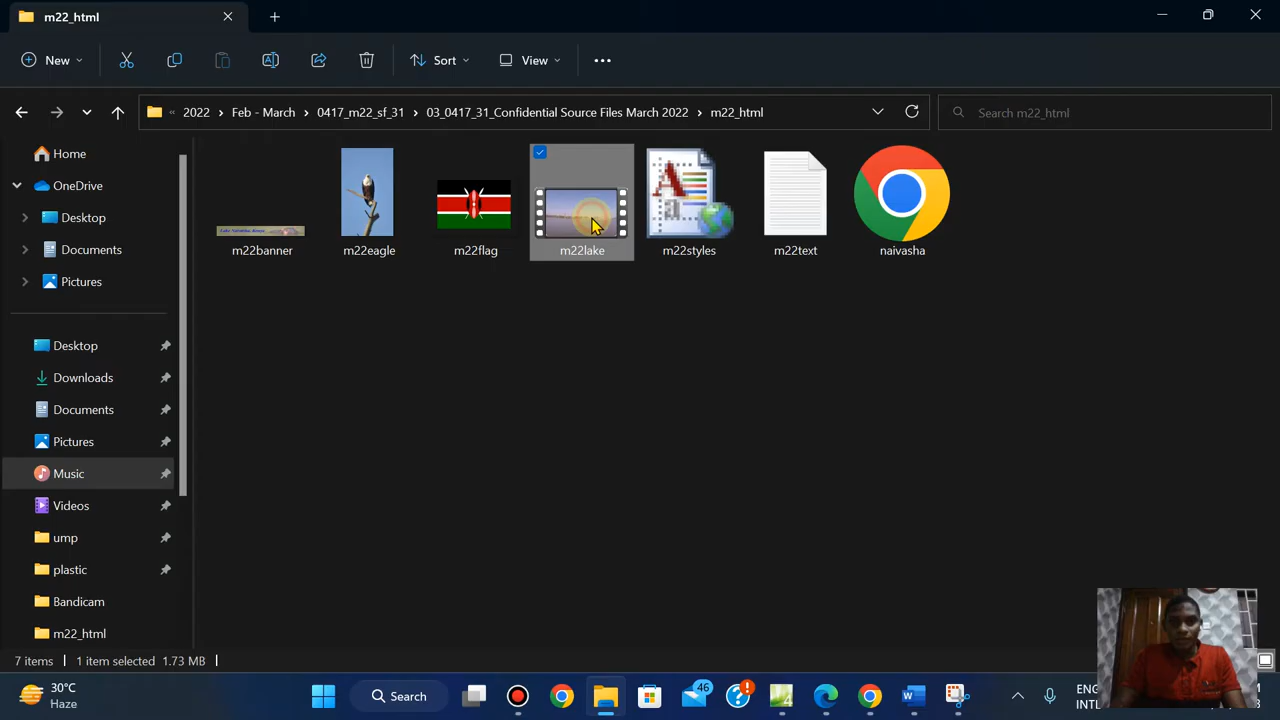 m22_html
New
Sort
View
2022 > Feb - March > 0417_m22_sf_31 > 03_0417_31_Confidential Source Files March 2022 > m22_html
Search m22_html
Home
OneDrive
Desktop
Documents
Pictures
Desktop
Downloads
Documents
Pictures
Music
Videos
ump
plastic
Bandicam
m22_html
m22banner
m22eagle
m22flag
m22lake
m22styles
m22text
naivasha
7 items
1 item selected 1.73 MB
30°C
Haze
Search
46
ENG
INTL